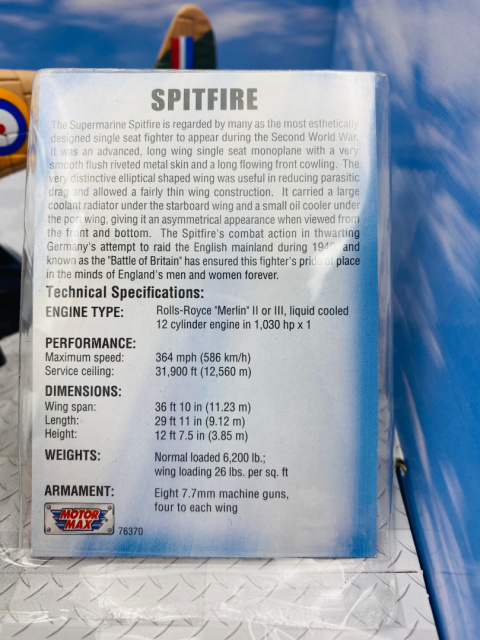 SPITFIRE
The Supermarine Spitfire is regarded by many as the most esthetically
designed single seat fighter to appear during the Second World War.
It was an advanced, long wing single seat monoplane with a very
smooth flush riveted metal skin and a long flowing front cowling. The
very distinctive elliptical shaped wing was useful in reducing parasitic
drag and allowed a fairly thin wing construction. It carried a large
coolant radiator under the starboard wing and a small oil cooler under
the port wing, giving it an asymmetrical appearance when viewed from
the front and bottom. The Spitfire's combat action in thwarting
Germany's attempt to raid the English mainland during 1940 and
known as the "Battle of Britain" has ensured this fighter's pride of place
in the minds of England's men and women forever.
Technical Specifications:
ENGINE TYPE: Rolls-Royce "Merlin" II or III, liquid cooled
12 cylinder engine in 1,030 hp x 1
PERFORMANCE:
Maximum speed: 364 mph (586 km/h)
Service ceiling: 31,900 ft (12,560 m)
DIMENSIONS:
Wing span: 36 ft 10 in (11.23 m)
Length: 29 ft 11 in (9.12 m)
Height: 12 ft 7.5 in (3.85 m)
WEIGHTS: Normal loaded 6,200 lb.;
wing loading 26 lbs. per sq. ft
ARMAMENT: Eight 7.7mm machine guns,
four to each wing
MOTOR
MAX
76370